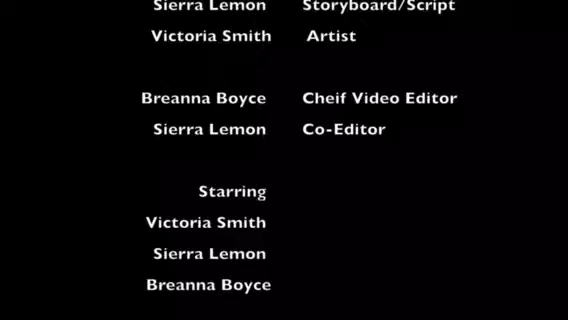 Sierra Lemon Storyboard/Script
Victoria Smith Artist
Breanna Boyce Cheif Video Editor
Sierra Lemon Co-Editor
Starring
Victoria Smith
Sierra Lemon
Breanna Boyce